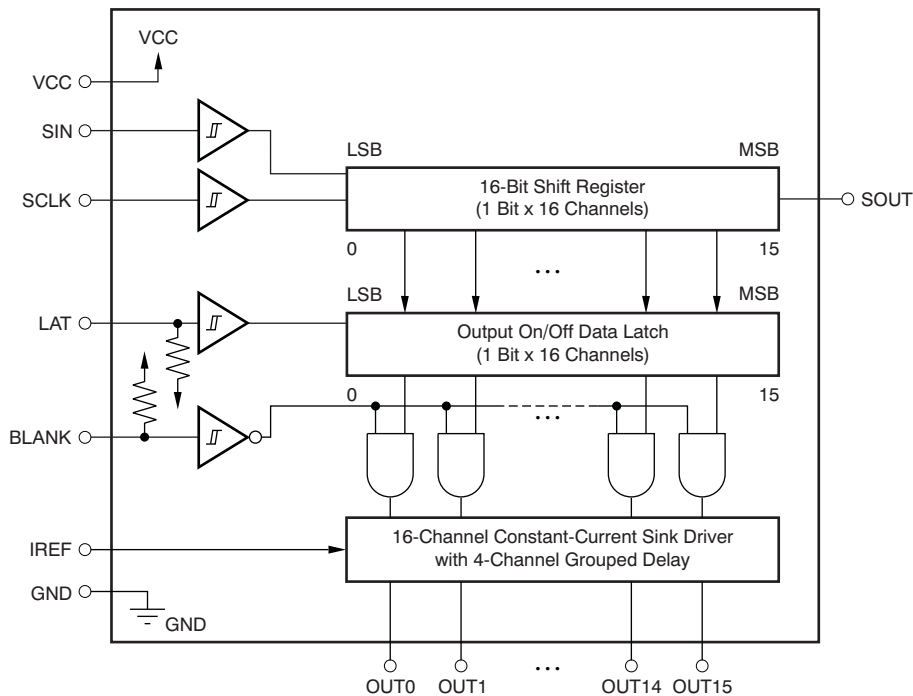 VCC
VCC
SIN
LSB
MSB
16-Bit Shift Register
(1 Bit x 16 Channels)
SCLK
SOUT
0
15
...
LSB
MSB
LAT
Output On/Off Data Latch
(1 Bit x 16 Channels)
0
15
...
BLANK
16-Channel Constant-Current Sink Driver
with 4-Channel Grouped Delay
IREF
GND
GND
...
OUT0
OUT1
OUT14
OUT15